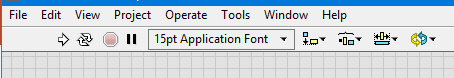 File Edit View Project Operate Tools Window Help
15pt Application Font